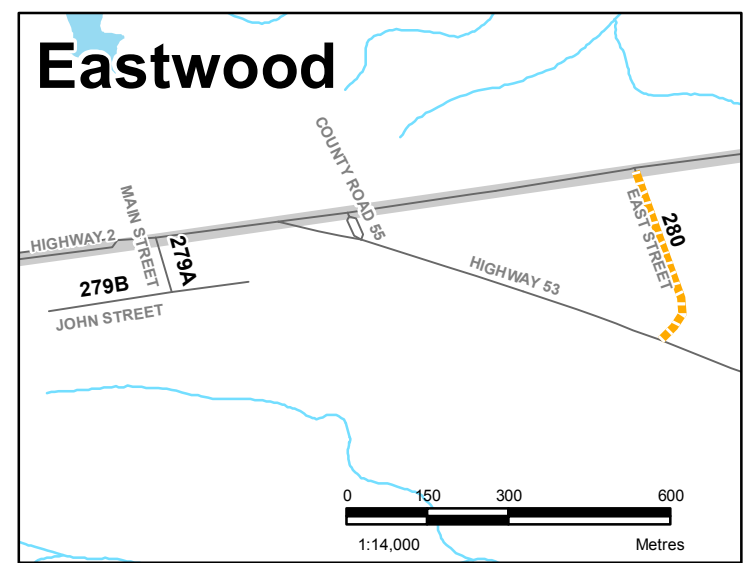 Eastwood
COUNTY ROAD 55
MAIN STREET
HIGHWAY 2
279A
279B
JOHN STREET
HIGHWAY 53
EAST STREET
280
0 150 300 600
1:14,000 Metres